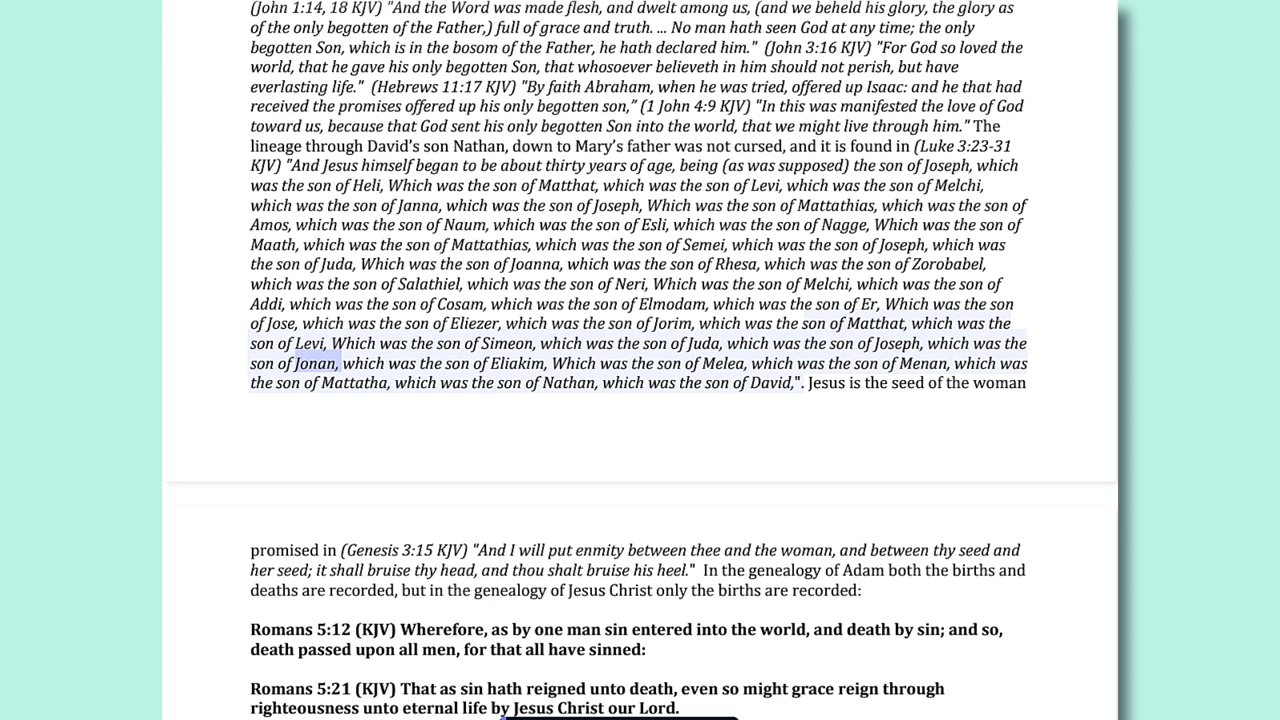 (John 1:14, 18 KJV) "And the Word was made flesh, and dwelt among us, (and we beheld his glory, the glory as
of the only begotten of the Father,) full of grace and truth. ... No man hath seen God at any time; the only
begotten Son, which is in the bosom of the Father, he hath declared him." (John 3:16 KJV) "For God so loved the
world, that he gave his only begotten Son, that whosoever believeth in him should not perish, but have
everlasting life." (Hebrews 11:17 KJV) "By faith Abraham, when he was tried, offered up Isaac: and he that had
received the promises offered up his only begotten son,” (1 John 4:9 KJV) "In this was manifested the love of God
toward us, because that God sent his only begotten Son into the world, that we might live through him." The
lineage through David’s son Nathan, down to Mary’s father was not cursed, and it is found in (Luke 3:23-31
KJV) "And Jesus himself began to be about thirty years of age, being (as was supposed) the son of Joseph, which
was the son of Heli, Which was the son of Matthat, which was the son of Levi, which was the son of Melchi,
which was the son of Janna, which was the son of Joseph, Which was the son of Mattathias, which was the son of
Amos, which was the son of Naum, which was the son of Esli, which was the son of Nagge, Which was the son of
Maath, which was the son of Mattathias, which was the son of Semei, which was the son of Joseph, which was
the son of Juda, Which was the son of Joanna, which was the son of Rhesa, which was the son of Zorobabel,
which was the son of Salathiel, which was the son of Neri, Which was the son of Melchi, which was the son of
Addi, which was the son of Cosam, which was the son of Elmodam, which was the son of Er, Which was the son
of Jose, which was the son of Eliezer, which was the son of Jorim, which was the son of Matthat, which was the
son of Levi, Which was the son of Simeon, which was the son of Juda, which was the son of Joseph, which was the
son of Jonan, which was the son of Eliakim, Which was the son of Melea, which was the son of Menan, which was
the son of Mattatha, which was the son of Nathan, which was the son of David,". Jesus is the seed of the woman
promised in (Genesis 3:15 KJV) "And I will put enmity between thee and the woman, and between thy seed and
her seed; it shall bruise thy head, and thou shalt bruise his heel." In the genealogy of Adam both the births and
deaths are recorded, but in the genealogy of Jesus Christ only the births are recorded:
Romans 5:12 (KJV) Wherefore, as by one man sin entered into the world, and death by sin; and so,
death passed upon all men, for that all have sinned:
Romans 5:21 (KJV) That as sin hath reigned unto death, even so might grace reign through
righteousness unto eternal life by Jesus Christ our Lord.